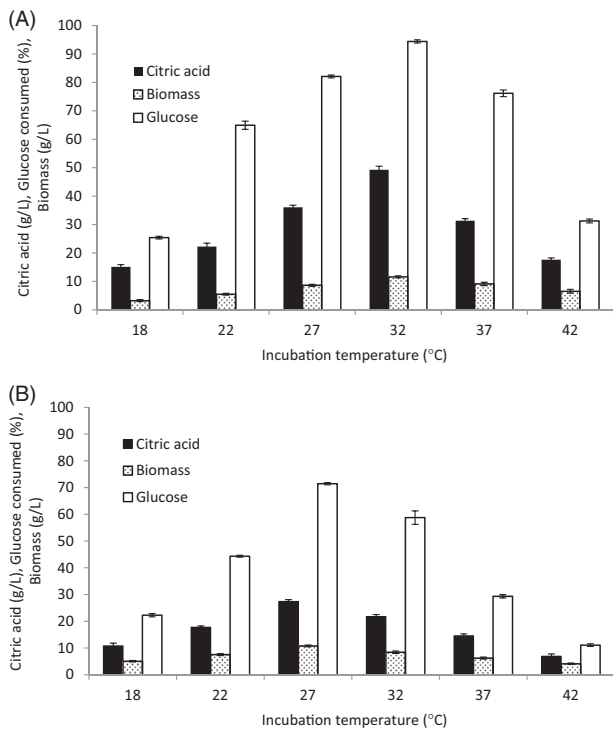 (A)
Citric acid (g/L), Glucose consumed (%),
Biomass (g/L)
100
90
80
70
60
50
40
30
20
10
0
Citric acid
Biomass
Glucose
18 22 27 32 37 42
Incubation temperature (°C)
(B)
Citric acid (g/L), Glucose consumed (%),
Biomass (g/L)
100
90
80
70
60
50
40
30
20
10
0
Citric acid
Biomass
Glucose
18 22 27 32 37 42
Incubation temperature (°C)